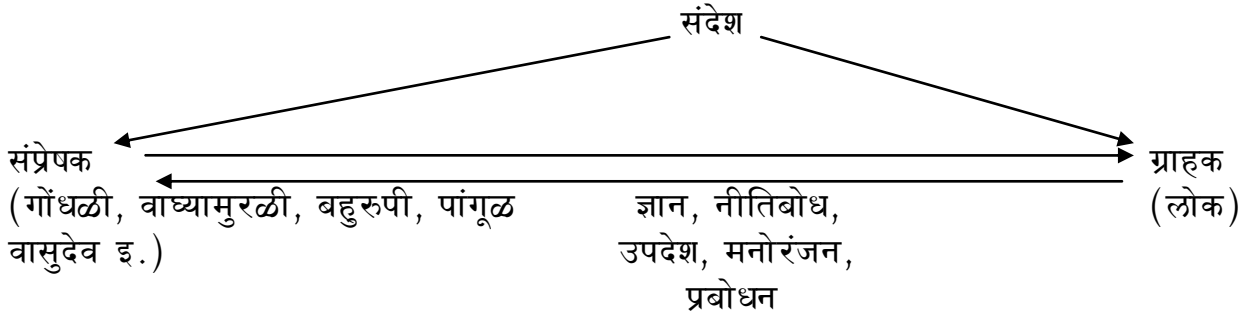 संदेश
संप्रेषक
ग्राहक
(गोंधळी, वाघ्यामुरळी, बहुरुपी, पांगूळ
वासुदेव इ.)
ज्ञान, नीतिबोध,
उपदेश, मनोरंजन,
प्रबोधन
(लोक)